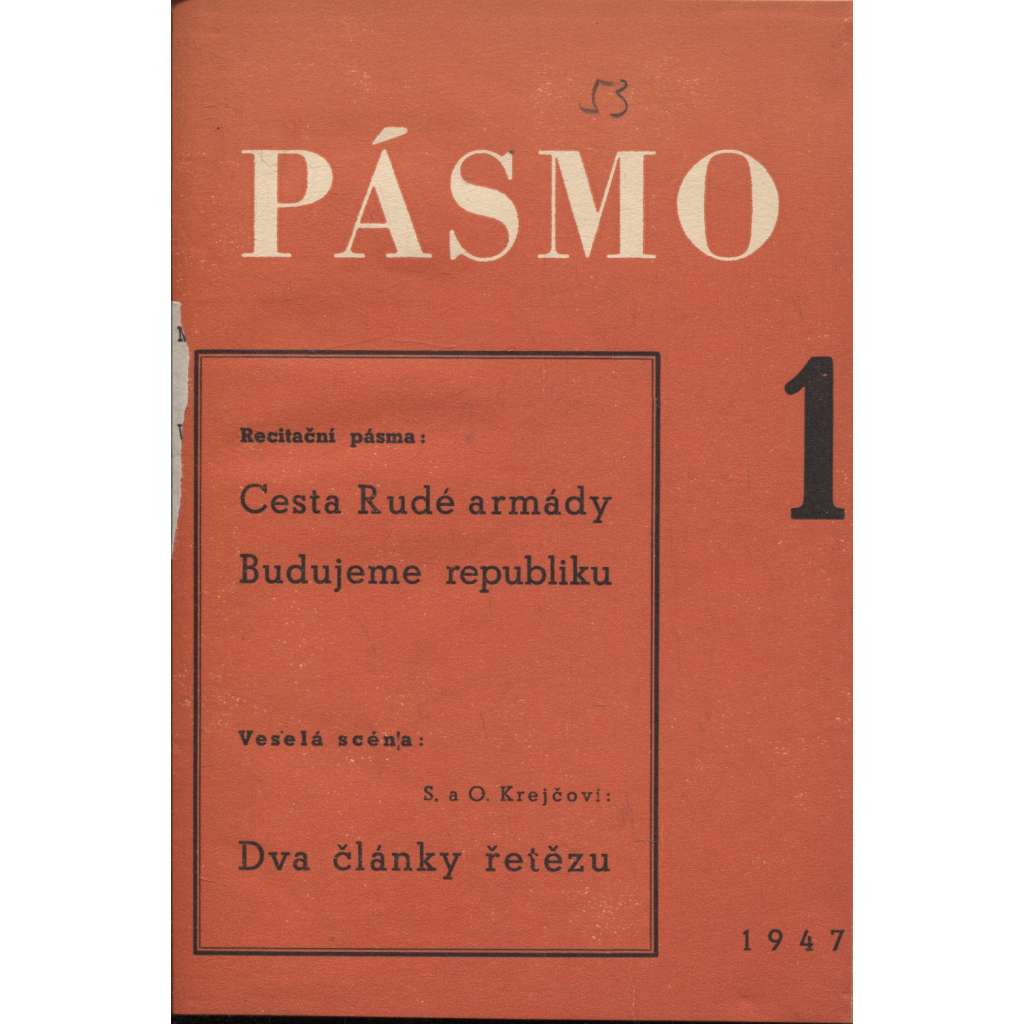 53
PÁSMO
1
Recitační pásma:
Cesta Rudé armády
Budujeme republiku
Veselá scéna:
S. a O. Krejčovi:
Dva články řetězu
1947